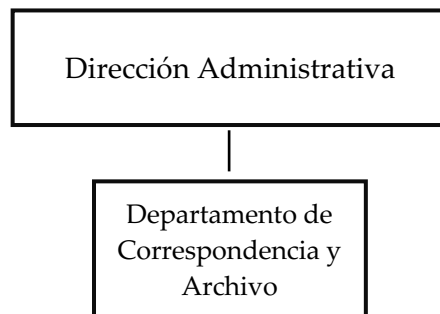 Dirección Administrativa
Departamento de
Correspondencia y
Archivo